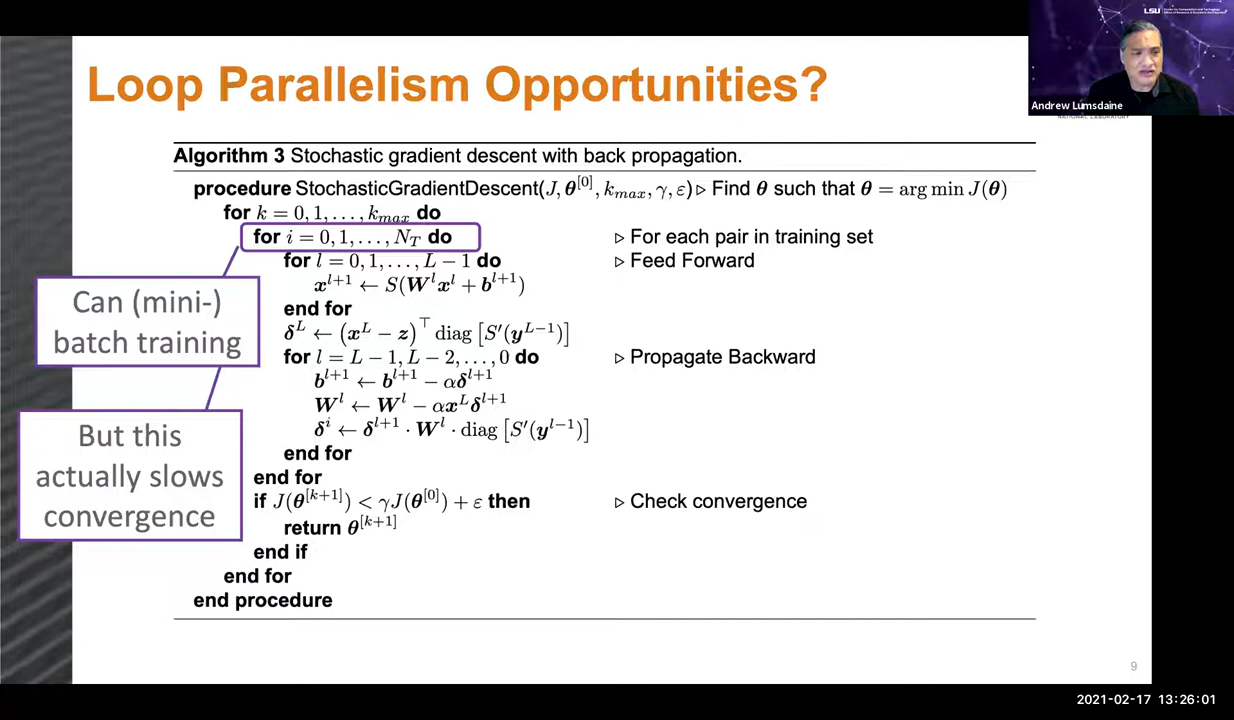 LSU
Loop Parallelism Opportunities?
Andrew Lumsdaine
Algorithm 3 Stochastic gradient descent with back propagation.
procedure StochasticGradientDescent(J, θ^[0], k_max, γ, ε) ▷ Find θ such that θ = arg min J(θ)
for k = 0, 1, . . . , k_max do
for i = 0, 1, . . . , N_T do ▷ For each pair in training set
for l = 0, 1, . . . , L − 1 do ▷ Feed Forward
x^{l+1} ← S(W^l x^l + b^{l+1})
end for
δ^L ← (x^L − z)^⊤ diag [S′(y^{L−1})]
for l = L − 1, L − 2, . . . , 0 do ▷ Propagate Backward
b^{l+1} ← b^{l+1} − αδ^{l+1}
W^l ← W^l − αx^L δ^{l+1}
δ^i ← δ^{l+1} · W^l · diag [S′(y^{l−1})]
end for
end for
if J(θ^[k+1]) < γJ(θ^[0]) + ε then ▷ Check convergence
return θ^[k+1]
end if
end for
end procedure
Can (mini-)
batch training
But this
actually slows
convergence
9
2021-02-17 13:26:01